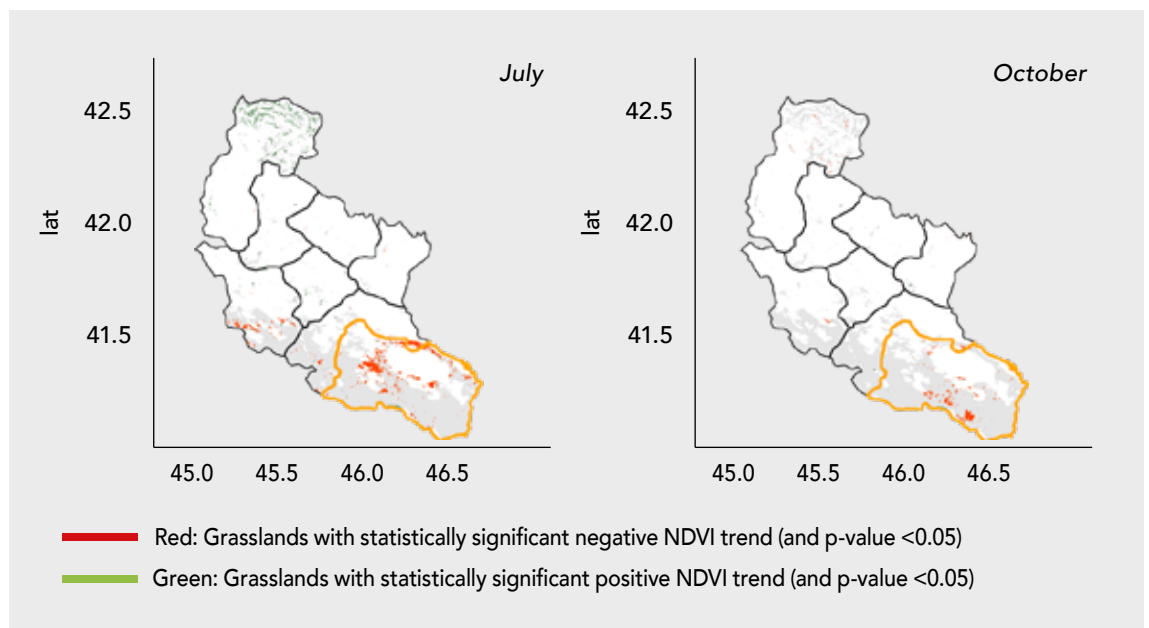 July
42.5
42.0
41.5
lat
45.0 45.5 46.0 46.5
October
42.5
42.0
41.5
lat
45.0 45.5 46.0 46.5
Red: Grasslands with statistically significant negative NDVI trend (and p-value <0.05)
Green: Grasslands with statistically significant positive NDVI trend (and p-value <0.05)